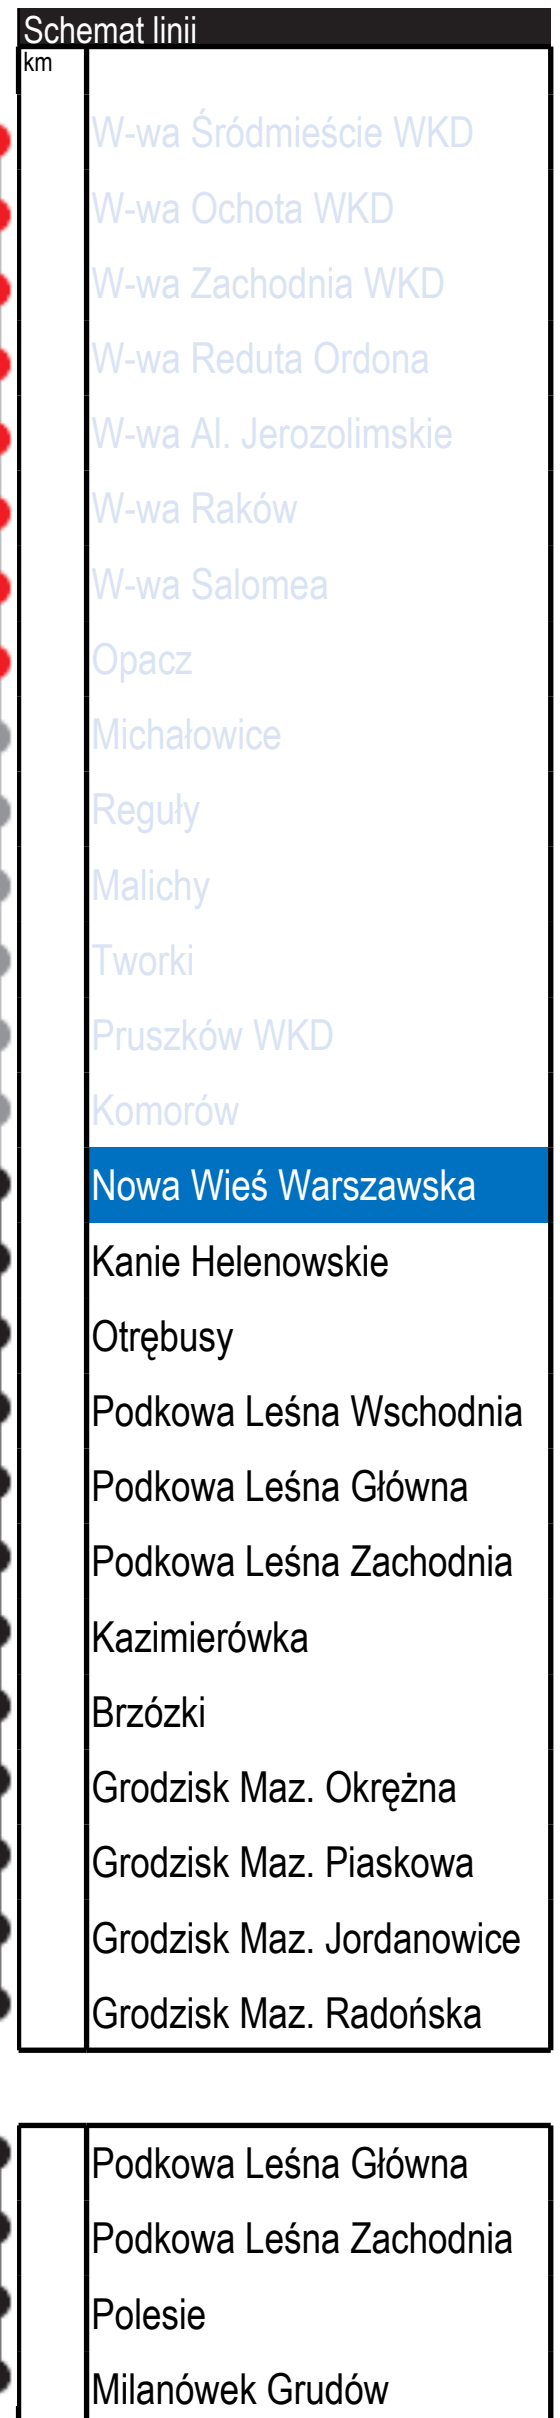 Schemat linii
km
W-wa Śródmieście WKD
W-wa Ochota WKD
W-wa Zachodnia WKD
W-wa Reduta Ordona
W-wa Al. Jerozolimskie
W-wa Raków
W-wa Salomea
Opacz
Michałowice
Reguły
Malichy
Tworki
Pruszków WKD
Komorów
Nowa Wieś Warszawska
Kanie Helenowskie
Otrębusy
Podkowa Leśna Wschodnia
Podkowa Leśna Główna
Podkowa Leśna Zachodnia
Kazimierówka
Brzózki
Grodzisk Maz. Okrężna
Grodzisk Maz. Piaskowa
Grodzisk Maz. Jordanowice
Grodzisk Maz. Radońska
Podkowa Leśna Główna
Podkowa Leśna Zachodnia
Polesie
Milanówek Grudów